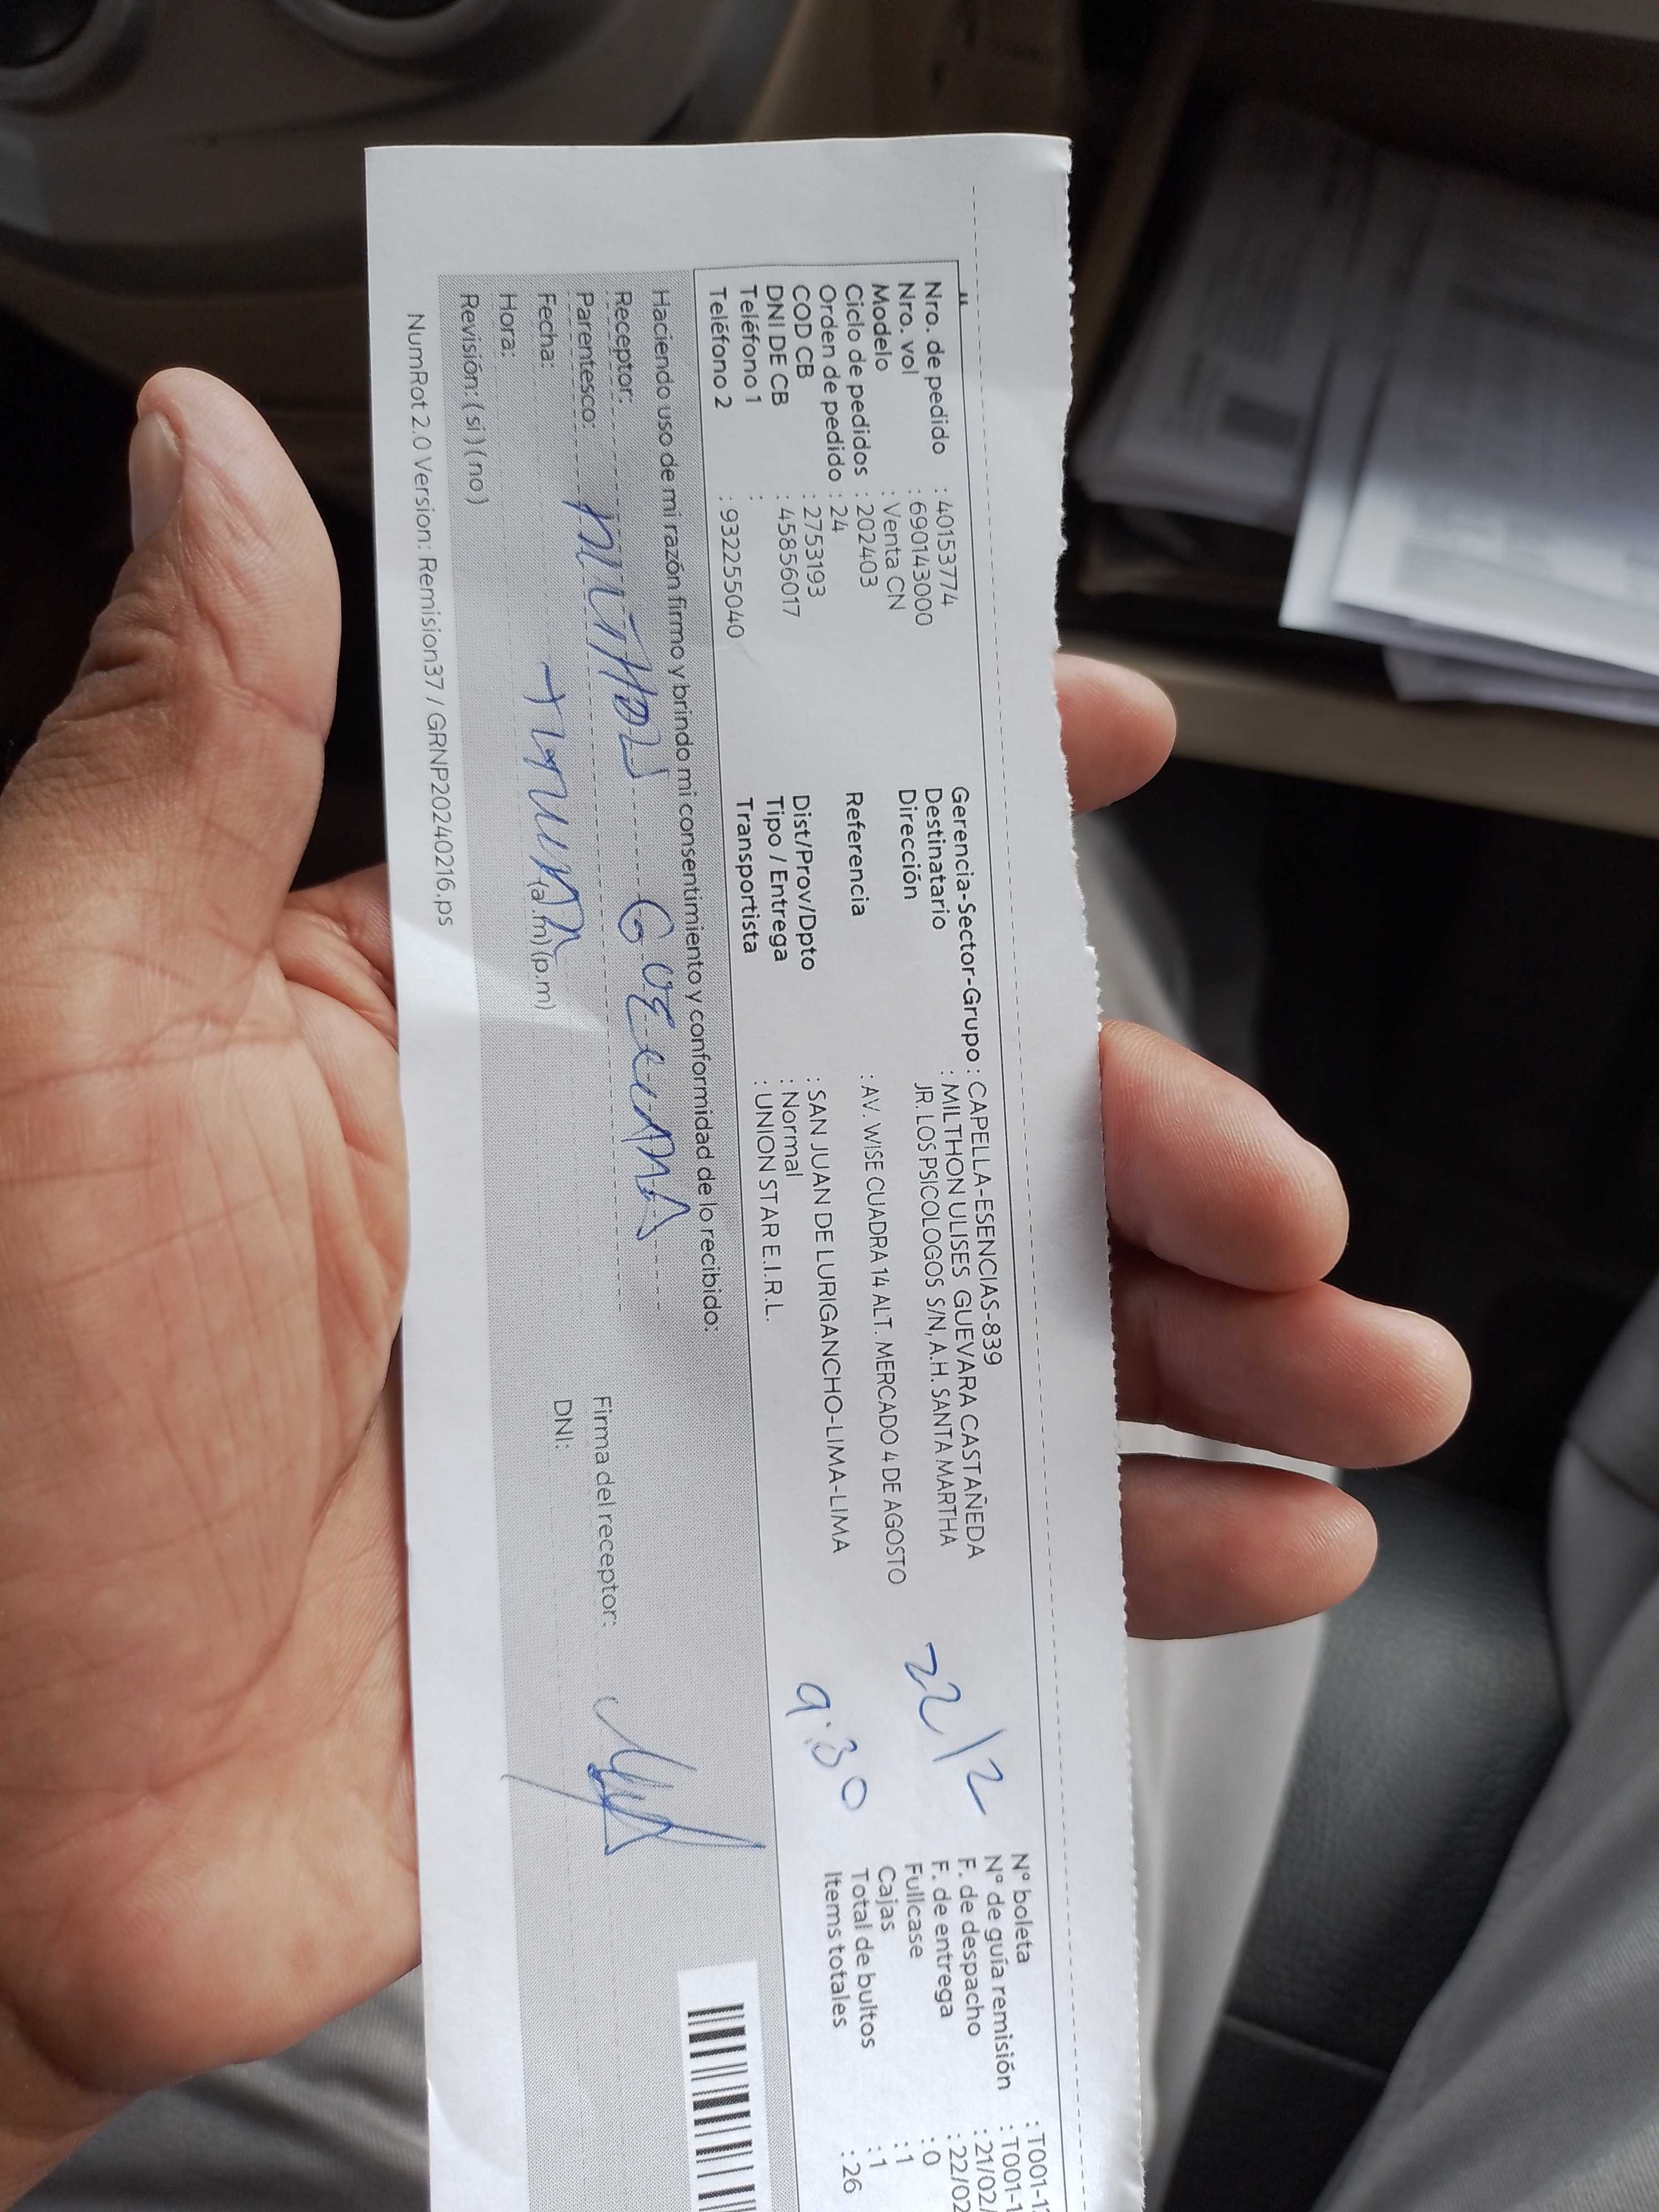 Nro. de pedido : 40153774
Nro. vol : 690143000
Modelo : Venta CN
Ciclo de pedidos : 202403
Orden de pedido : 24
COD CB : 2753193
DNI DE CB : 45856017
Teléfono 1 :
Teléfono 2 : 932255040
Gerencia-Sector-Grupo : CAPELLA-ESENCIAS-839
Destinatario : MILTHON ULISES GUEVARA CASTAÑEDA
Dirección JR. LOS PSICOLOGOS S/N, A.H. SANTA MARTHA
Referencia : AV. WISE CUADRA 14 ALT. MERCADO 4 DE AGOSTO
Dist/Prov/Dpto : SAN JUAN DE LURIGANCHO-LIMA-LIMA
Tipo / Entrega : Normal
Transportista : UNION STAR E.I.R.L.
22/2
9:30
N° boleta : T001-1
N° de guía remisión : T001-1
F. de despacho : 21/02/
F. de entrega : 22/02
Fullcase : 0
Cajas : 1
Total de bultos : 1
Items totales : 26
Haciendo uso de mi razón firmo y brindo mi consentimiento y conformidad de lo recibido:
Receptor:
Parentesco:
Fecha:
Hora: (a.m)(p.m)
Revisión: ( si ) ( no )
Firma del receptor:
DNI:
NumRot 2.0 Version: Remision37 / GRNP20240216.ps